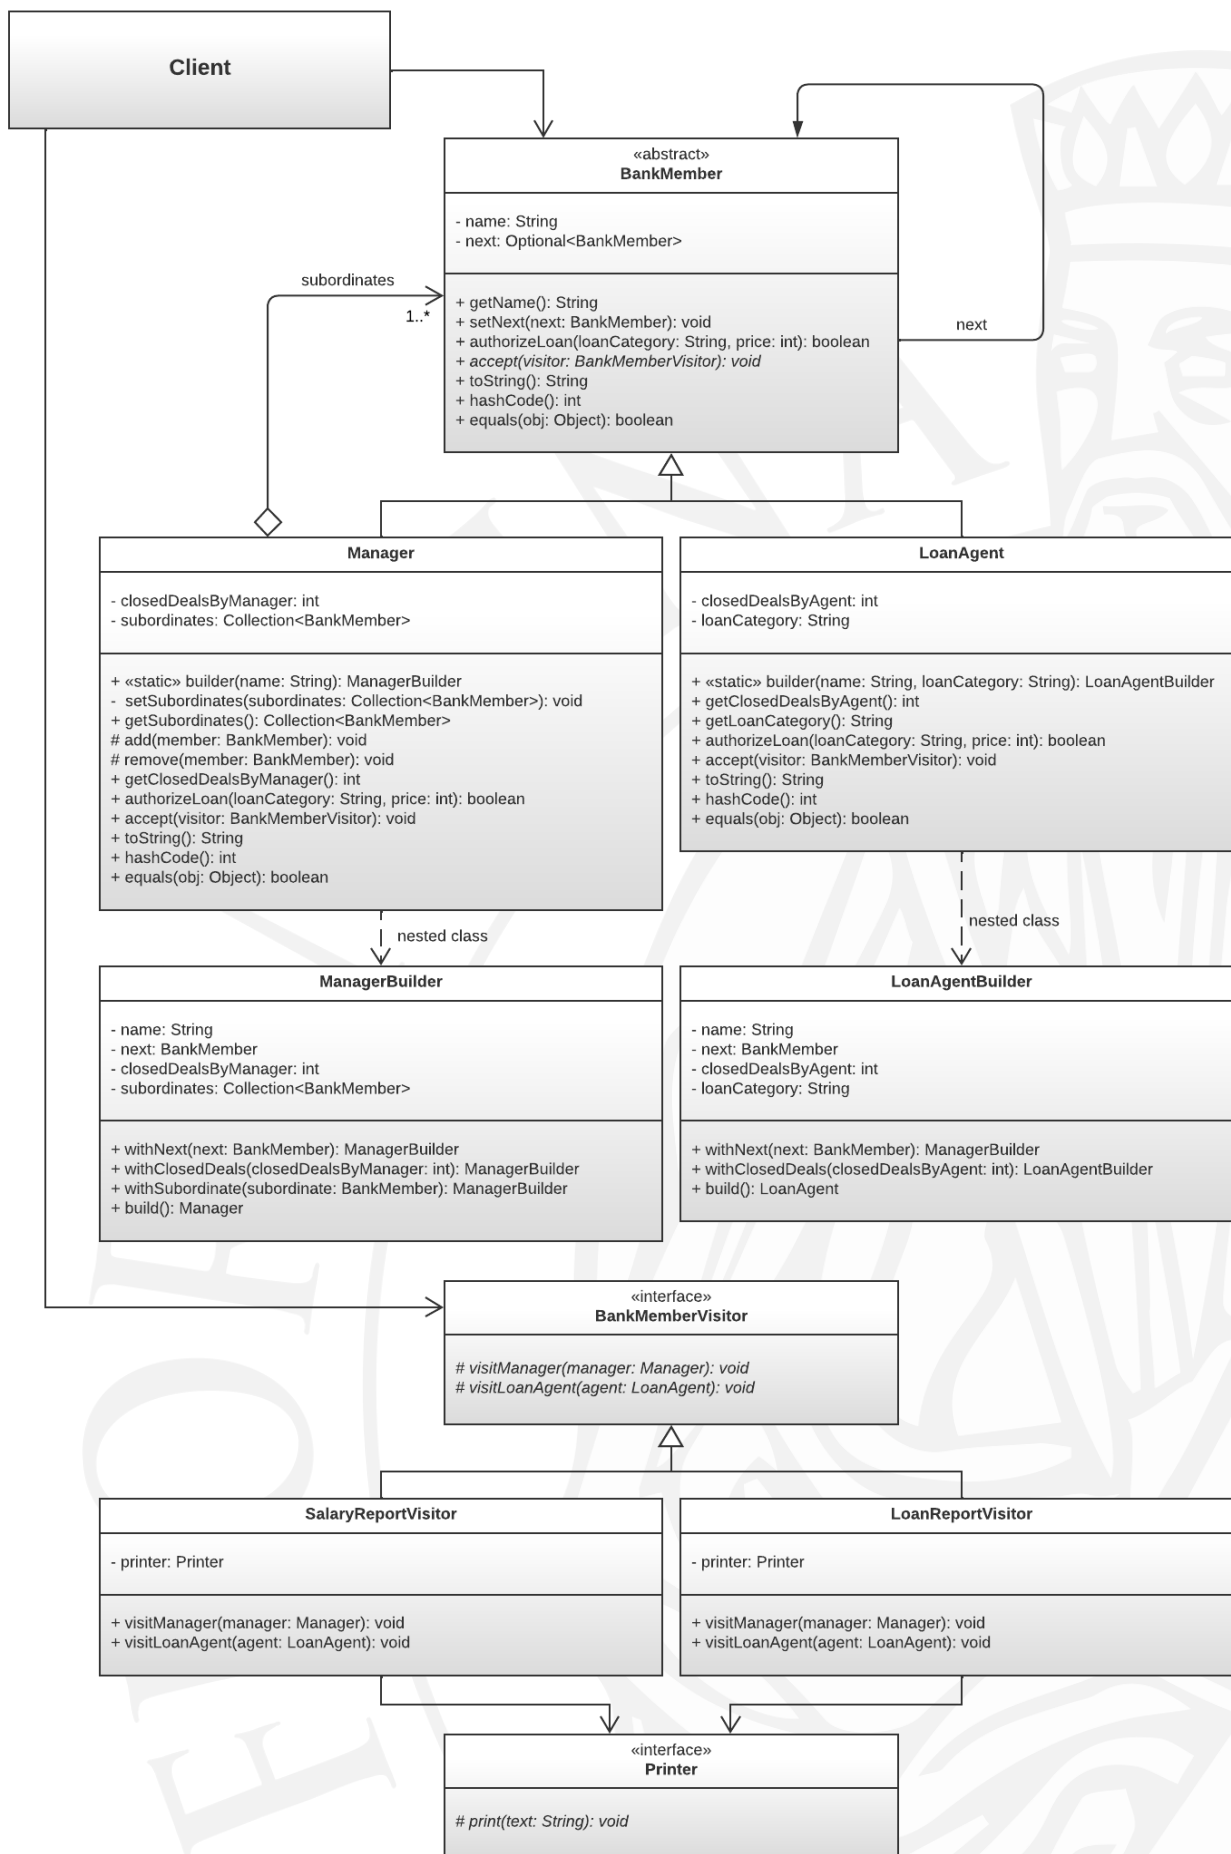 Client
«abstract»
BankMember
- name: String
- next: Optional<BankMember>
subordinates
1..*
+ getName(): String
+ setNext(next: BankMember): void
+ authorizeLoan(loanCategory: String, price: int): boolean
+ accept(visitor: BankMemberVisitor): void
+ toString(): String
+ hashCode(): int
+ equals(obj: Object): boolean
next
Manager
- closedDealsByManager: int
- subordinates: Collection<BankMember>
+ «static» builder(name: String): ManagerBuilder
- setSubordinates(subordinates: Collection<BankMember>): void
+ getSubordinates(): Collection<BankMember>
# add(member: BankMember): void
# remove(member: BankMember): void
+ getClosedDealsByManager(): int
+ authorizeLoan(loanCategory: String, price: int): boolean
+ accept(visitor: BankMemberVisitor): void
+ toString(): String
+ hashCode(): int
+ equals(obj: Object): boolean
LoanAgent
- closedDealsByAgent: int
- loanCategory: String
+ «static» builder(name: String, loanCategory: String): LoanAgentBuilder
+ getClosedDealsByAgent(): int
+ getLoanCategory(): String
+ authorizeLoan(loanCategory: String, price: int): boolean
+ accept(visitor: BankMemberVisitor): void
+ toString(): String
+ hashCode(): int
+ equals(obj: Object): boolean
nested class
nested class
ManagerBuilder
- name: String
- next: BankMember
- closedDealsByManager: int
- subordinates: Collection<BankMember>
+ withNext(next: BankMember): ManagerBuilder
+ withClosedDeals(closedDealsByManager: int): ManagerBuilder
+ withSubordinate(subordinate: BankMember): ManagerBuilder
+ build(): Manager
LoanAgentBuilder
- name: String
- next: BankMember
- closedDealsByAgent: int
- loanCategory: String
+ withNext(next: BankMember): ManagerBuilder
+ withClosedDeals(closedDealsByAgent: int): LoanAgentBuilder
+ build(): LoanAgent
«interface»
BankMemberVisitor
# visitManager(manager: Manager): void
# visitLoanAgent(agent: LoanAgent): void
SalaryReportVisitor
- printer: Printer
+ visitManager(manager: Manager): void
+ visitLoanAgent(agent: LoanAgent): void
LoanReportVisitor
- printer: Printer
+ visitManager(manager: Manager): void
+ visitLoanAgent(agent: LoanAgent): void
«interface»
Printer
# print(text: String): void